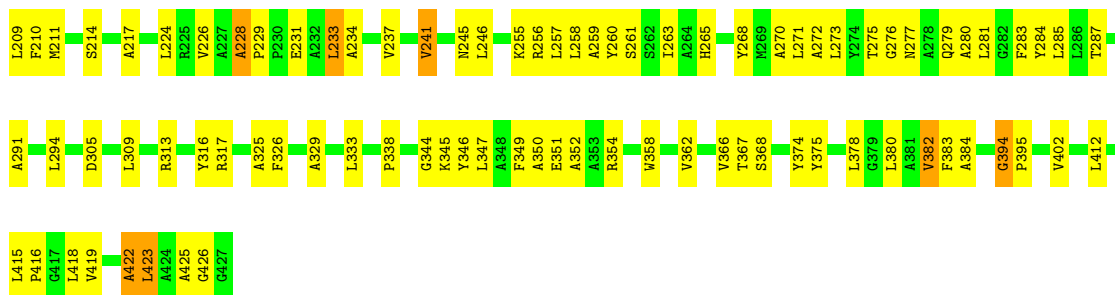 L209 F210 M211 S214 A217 L224 R225 V226 A227 A228 P229 P230 E231 A232 L233 A234 V237 V241 N245 L246 K255 R256 L257 L258 A259 Y260 S261 S262 I263 A264 H265 Y268 M269 A270 L271 A272 L273 Y274 T275 G276 N277 A278 Q279 A280 L281 G282 F283 Y284 L285 L286 T287
A291 L294 D305 L309 R313 Y316 R317 A325 F326 A329 L333 P338 G344 K345 Y346 L347 A348 F349 A350 E351 A352 A353 R354 W358 V362 V366 T367 S368 Y374 Y375 L378 G379 L380 A381 V382 F383 A384 G394 P395 V402 L412
L415 P416 G417 L418 V419 A422 L423 A424 A425 G426 G427